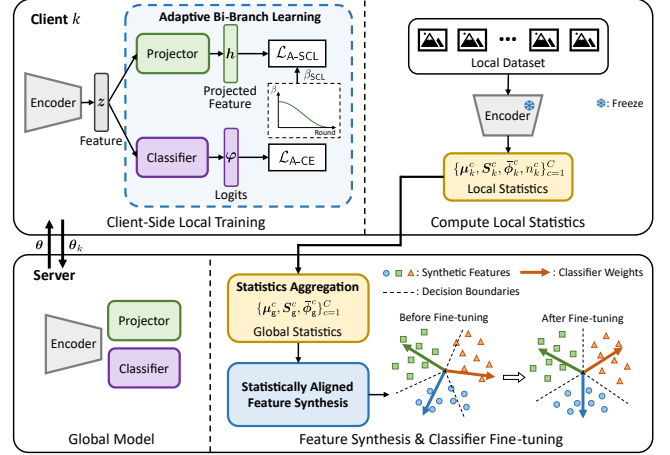 Client k
Adaptive Bi-Branch Learning
Encoder
z
Feature
Projector
h
Projected
Feature
ℒ_A-SCL
β_SCL
β
Round
Classifier
φ
Logits
ℒ_A-CE
Client-Side Local Training
...
Local Dataset
Encoder
: Freeze
{μ_k^c, S_k^c, φ̄_k^c, n_k^c}_{c=1}^C
Local Statistics
Compute Local Statistics
θ
θ_k
Server
Encoder
Projector
Classifier
Global Model
Statistics Aggregation
{μ_g^c, S_g^c, φ̄_g^c}_{c=1}^C
Global Statistics
Statistically Aligned
Feature Synthesis
: Synthetic Features
: Classifier Weights
: Decision Boundaries
Before Fine-tuning
After Fine-tuning
Feature Synthesis & Classifier Fine-tuning